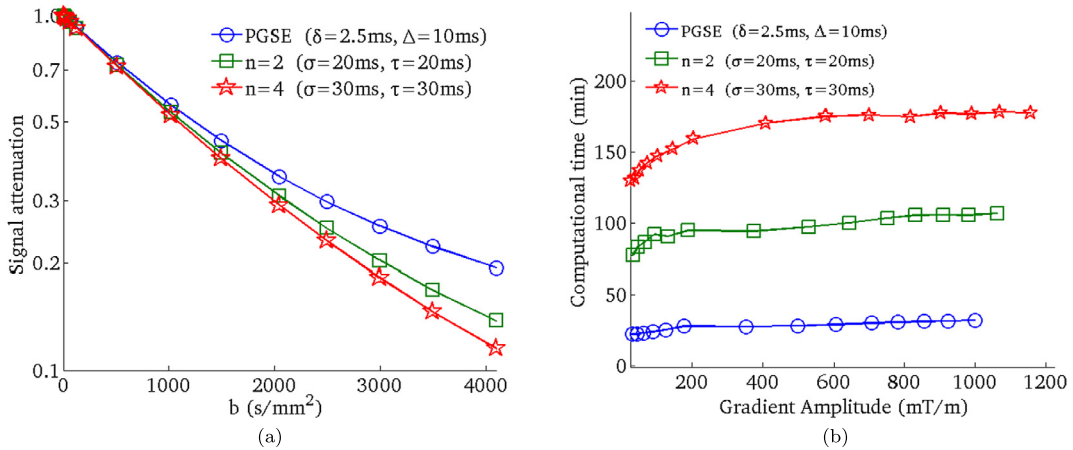 1.0
0.7
0.5
0.3
0.2
0.1
Signal attenuation
PGSE (δ=2.5ms, Δ=10ms)
n=2 (σ=20ms, τ=20ms)
n=4 (σ=30ms, τ=30ms)
0 1000 2000 3000 4000
b (s/mm²)
(a)
200
150
100
50
0
Computational time (min)
PGSE (δ=2.5ms, Δ=10ms)
n=2 (σ=20ms, τ=20ms)
n=4 (σ=30ms, τ=30ms)
200 400 600 800 1000 1200
Gradient Amplitude (mT/m)
(b)